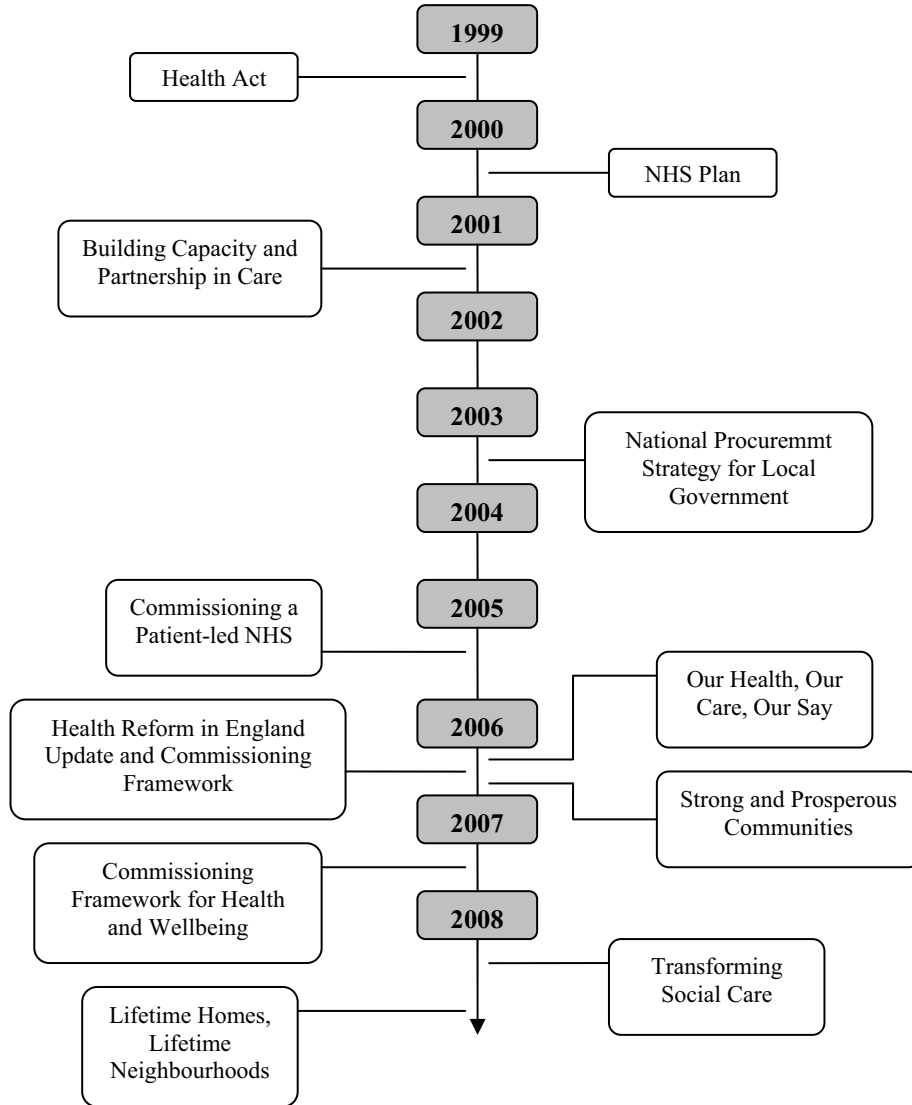 1999
Health Act
2000
NHS Plan
2001
Building Capacity and
Partnership in Care
2002
2003
National Procuremmt
Strategy for Local
Government
2004
2005
Commissioning a
Patient-led NHS
Our Health, Our
Care, Our Say
2006
Health Reform in England
Update and Commissioning
Framework
Strong and Prosperous
Communities
2007
Commissioning
Framework for Health
and Wellbeing
2008
Transforming
Social Care
Lifetime Homes,
Lifetime
Neighbourhoods